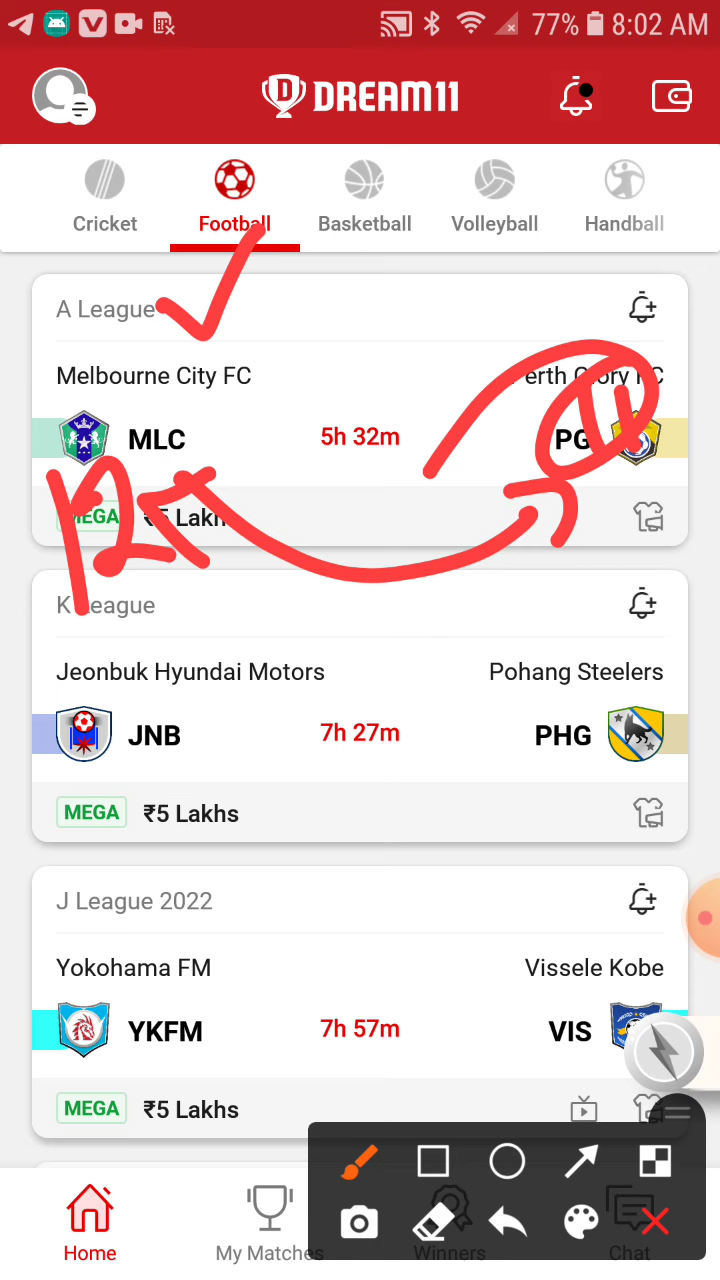 77% 8:02 AM
DREAM11
Cricket Football Basketball Volleyball Handball
A League
Melbourne City FC
MLC 5h 32m
MEGA ₹5 Lakhs
K League
Jeonbuk Hyundai Motors Pohang Steelers
JNB 7h 27m PHG
MEGA ₹5 Lakhs
J League 2022
Yokohama FM Vissele Kobe
YKFM 7h 57m VIS
MEGA ₹5 Lakhs
Home My Matches Winners Chat